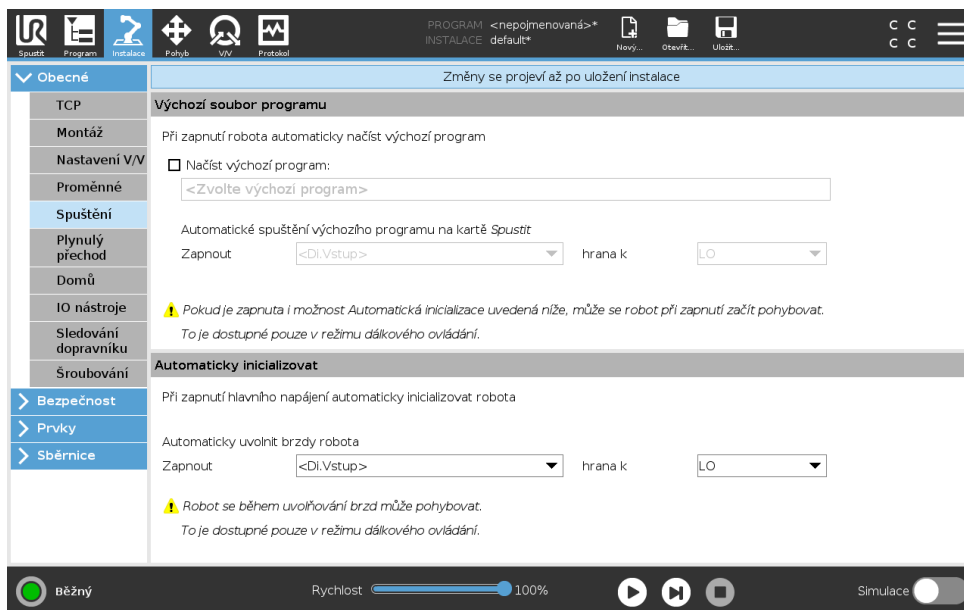 UR
PROGRAM <nepojmenovaná>*
INSTALACE default*
C C
C C
Spustit Program Instalace Pohyb V/V Protokol Nový... Otevřít... Uložit...
Obecné
Změny se projeví až po uložení instalace
TCP
Montáž
Nastavení V/V
Proměnné
Spuštění
Plynulý
přechod
Domů
IO nástroje
Sledování
dopravníku
Šroubování
Bezpečnost
Prvky
Sběrnice
Výchozí soubor programu
Při zapnutí robota automaticky načíst výchozí program
Načíst výchozí program:
<Zvolte výchozí program>
Automatické spuštění výchozího programu na kartě Spustit
Zapnout <Di.Vstup> hrana k LO
Pokud je zapnuta i možnost Automatická inicializace uvedená níže, může se robot při zapnutí začít pohybovat.
To je dostupné pouze v režimu dálkového ovládání.
Automaticky inicializovat
Při zapnutí hlavního napájení automaticky inicializovat robota
Automaticky uvolnit brzdy robota
Zapnout <Di.Vstup> hrana k LO
Robot se během uvolňování brzd může pohybovat.
To je dostupné pouze v režimu dálkového ovládání.
Běžný Rychlost 100% Simulace